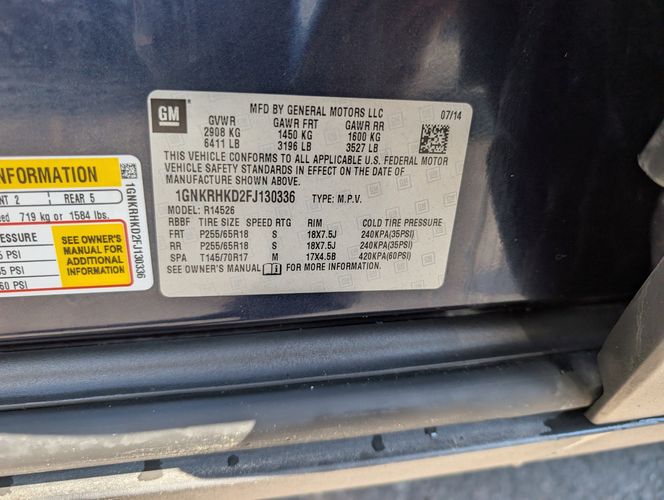 GM
MFD BY GENERAL MOTORS LLC
07/14
GVWR GAWR FRT GAWR RR
2908 KG 1450 KG 1600 KG
6411 LB 3196 LB 3527 LB
THIS VEHICLE CONFORMS TO ALL APPLICABLE U.S. FEDERAL MOTOR
VEHICLE SAFETY STANDARDS IN EFFECT ON THE DATE OF
MANUFACTURE SHOWN ABOVE.
1GNKRHKD2FJ130336 TYPE: M.P.V.
MODEL: R14526
RBBF TIRE SIZE SPEED RTG RIM COLD TIRE PRESSURE
FRT P255/65R18 S 18X7.5J 240KPA(35PSI)
RR P255/65R18 S 18X7.5J 240KPA(35PSI)
SPA T145/70R17 M 17X4.5B 420KPA(60PSI)
SEE OWNER'S MANUAL FOR MORE INFORMATION.
INFORMATION
2 REAR 5
719 kg or 1584 lbs.
SEE OWNER'S
MANUAL FOR
ADDITIONAL
INFORMATION
1GNKRHKD2FJ130336